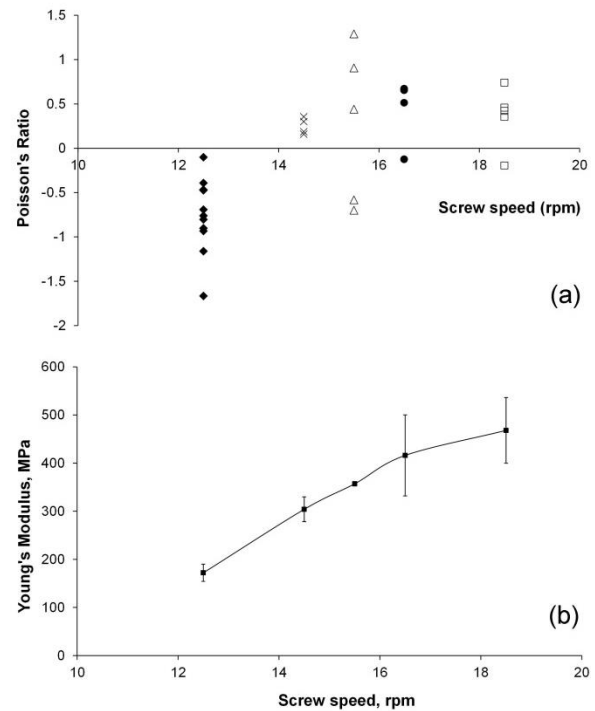 1.5
1
0.5
0
-0.5
-1
-1.5
-2
Poisson's Ratio
10 12 14 16 18 20
Screw speed (rpm)
(a)
600
500
400
300
200
100
0
Young's Modulus, MPa
(b)
10 12 14 16 18 20
Screw speed, rpm